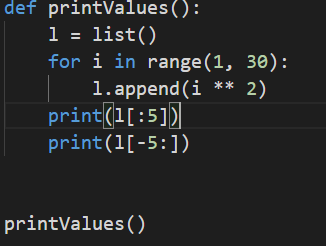 def printValues():
    l = list()
    for i in range(1, 30):
        l.append(i ** 2)
    print(l[:5])
    print(l[-5:])
printValues()